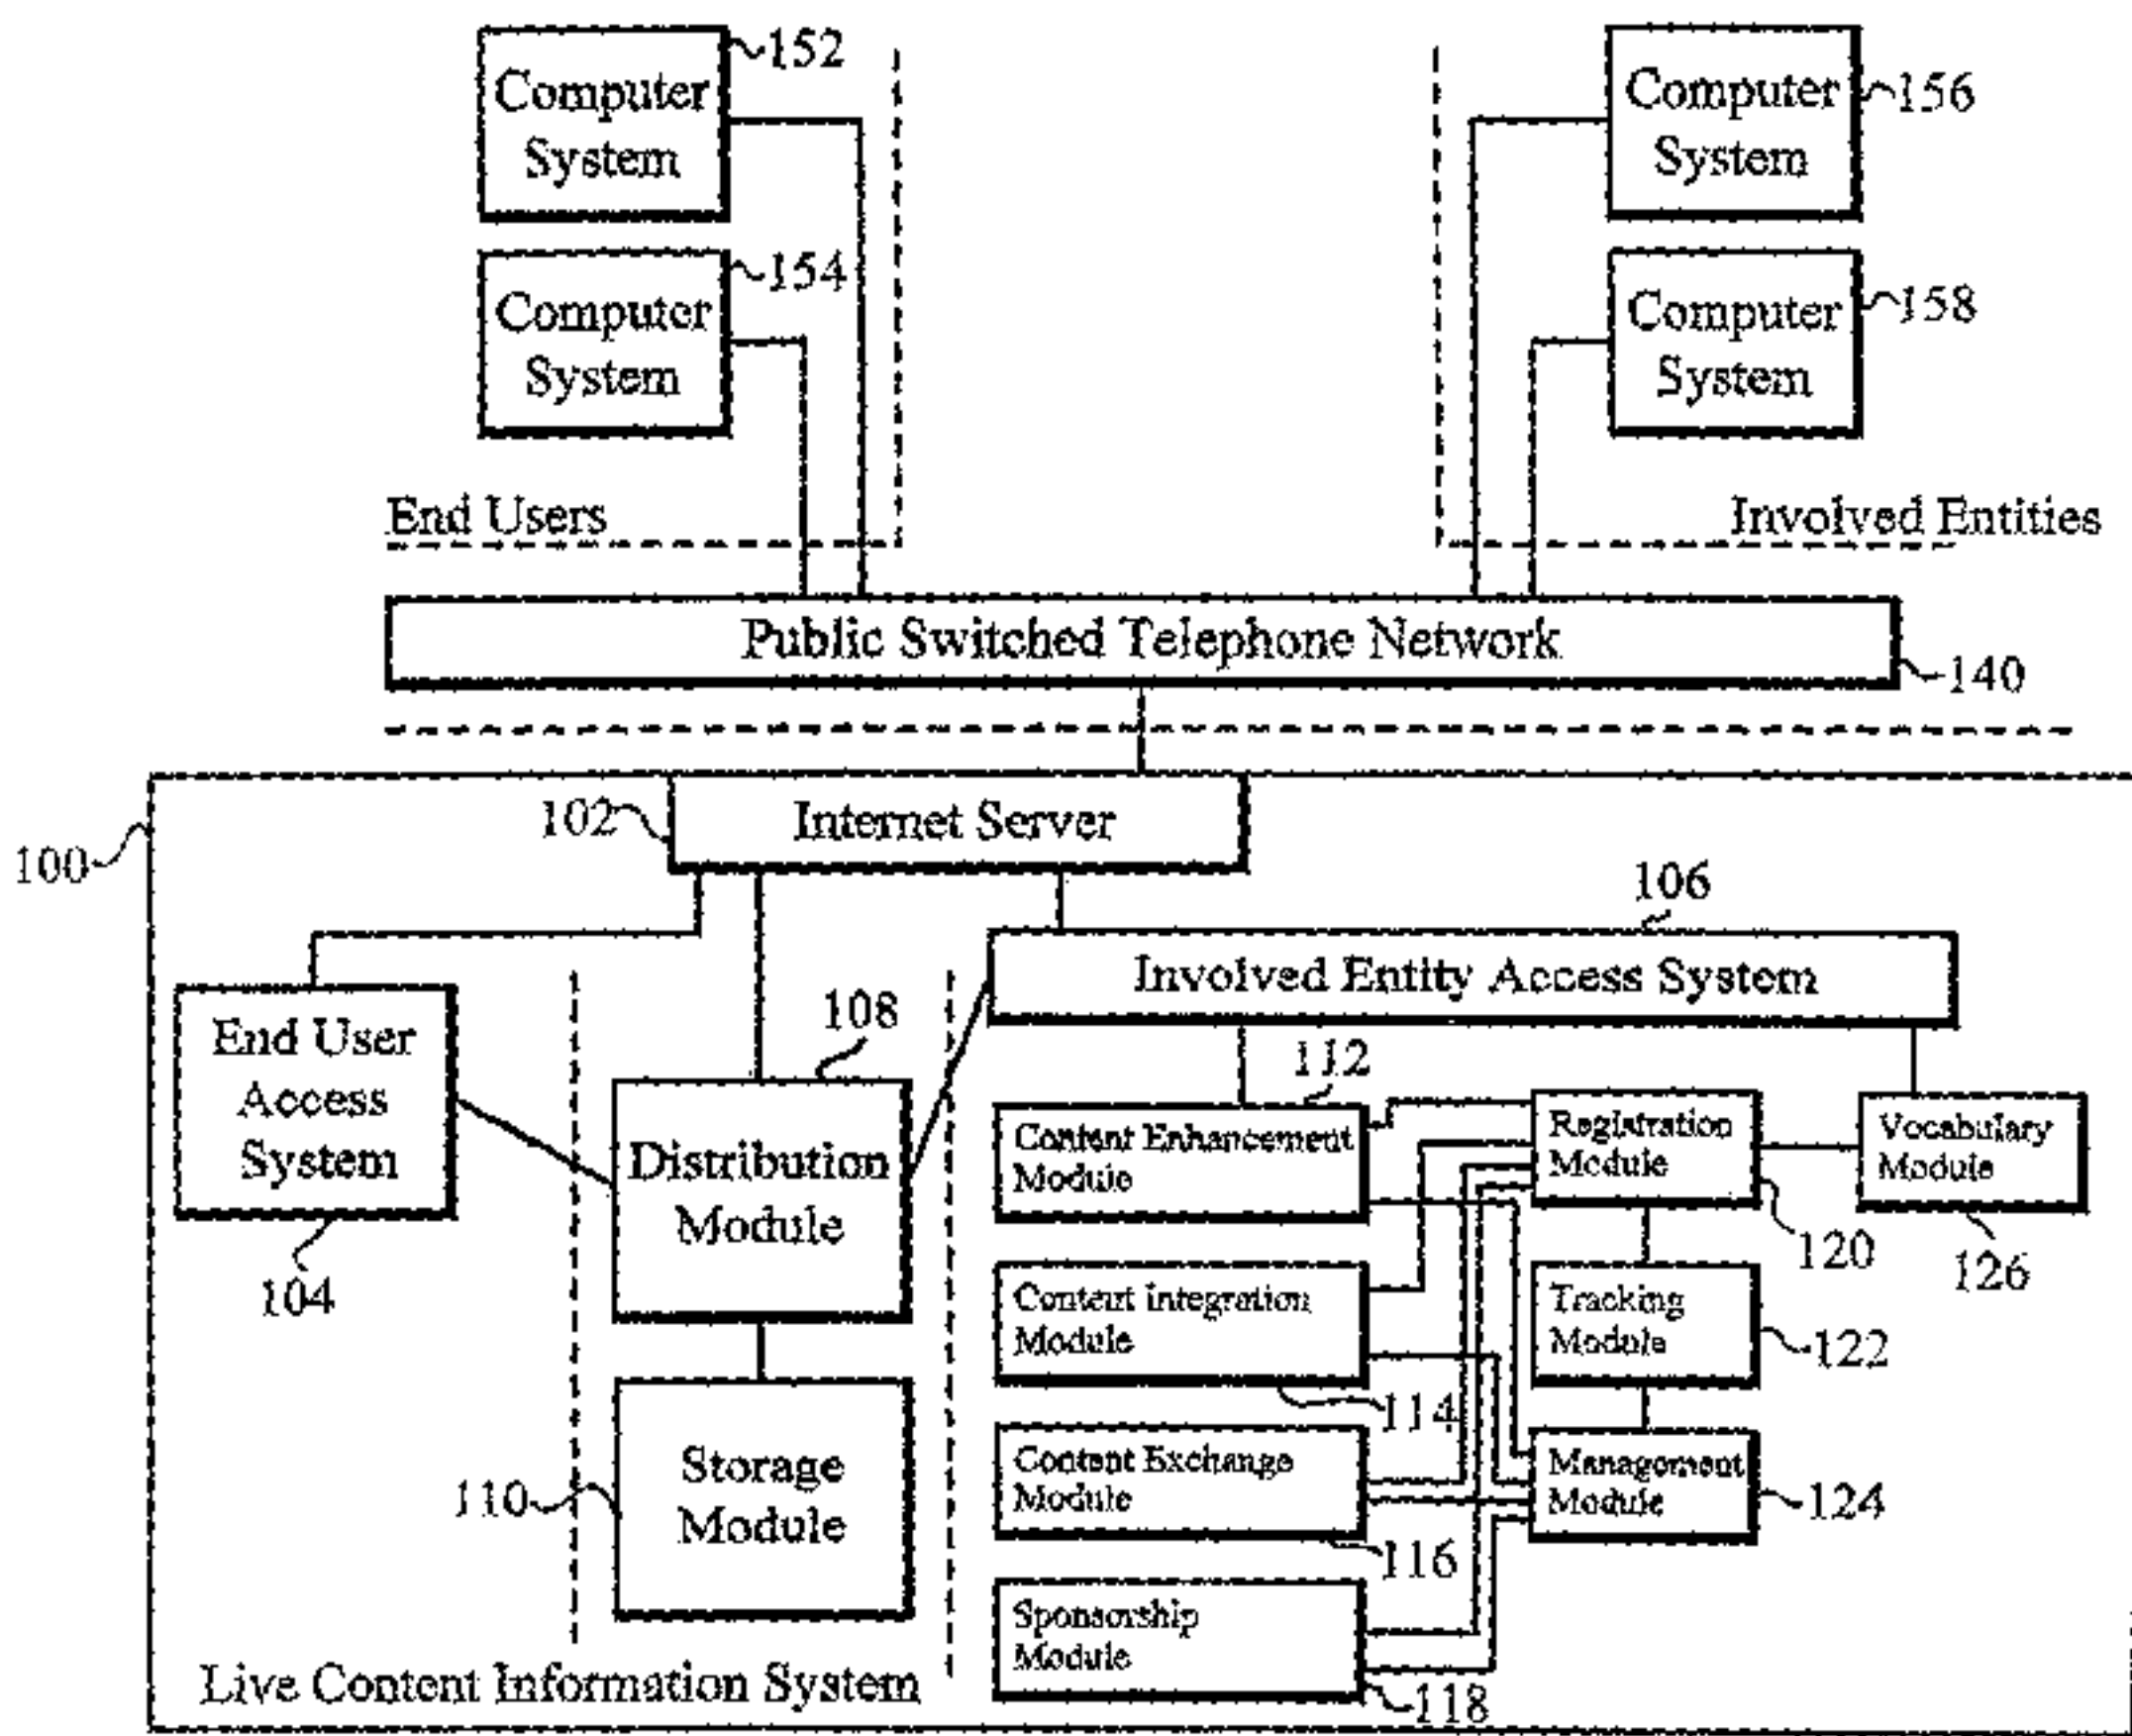 Computer
System
152
Computer
System
154
Computer
System
156
Computer
System
158
End Users
Involved Entities
Public Switched Telephone Network
140
100
102
Internet Server
106
Involved Entity Access System
End User
Access
System
104
108
Distribution
Module
110
Storage
Module
112
Content Enhancement
Module
Content integration
Module
114
Content Exchange
Module
116
Sponsorship
Module
118
Registration
Module
120
Tracking
Module
122
Management
Module
124
Vocabulary
Module
126
Live Content Information System